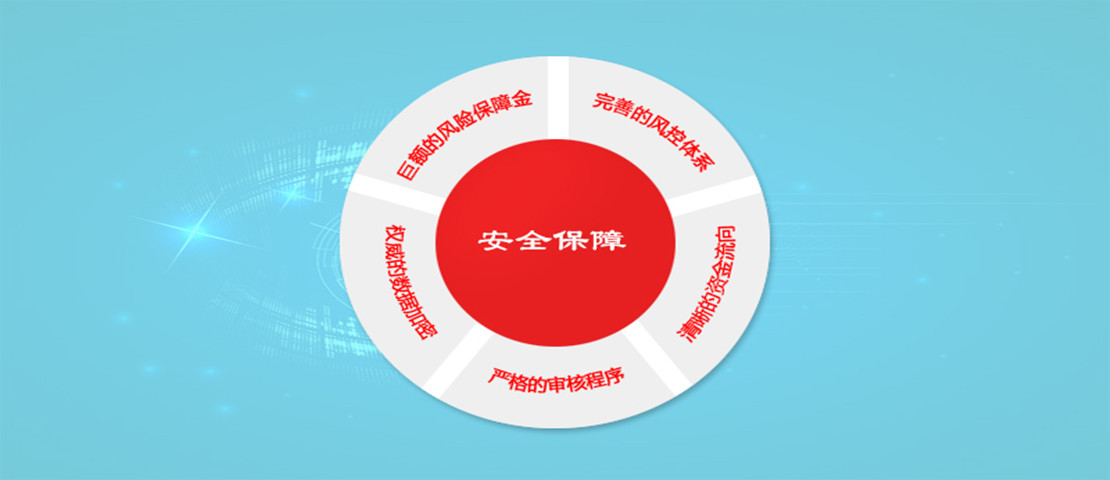 巨额的风险保障金
完善的风控体系
安全保障
权威的数据加密
清晰的资金流向
严格的审核程序